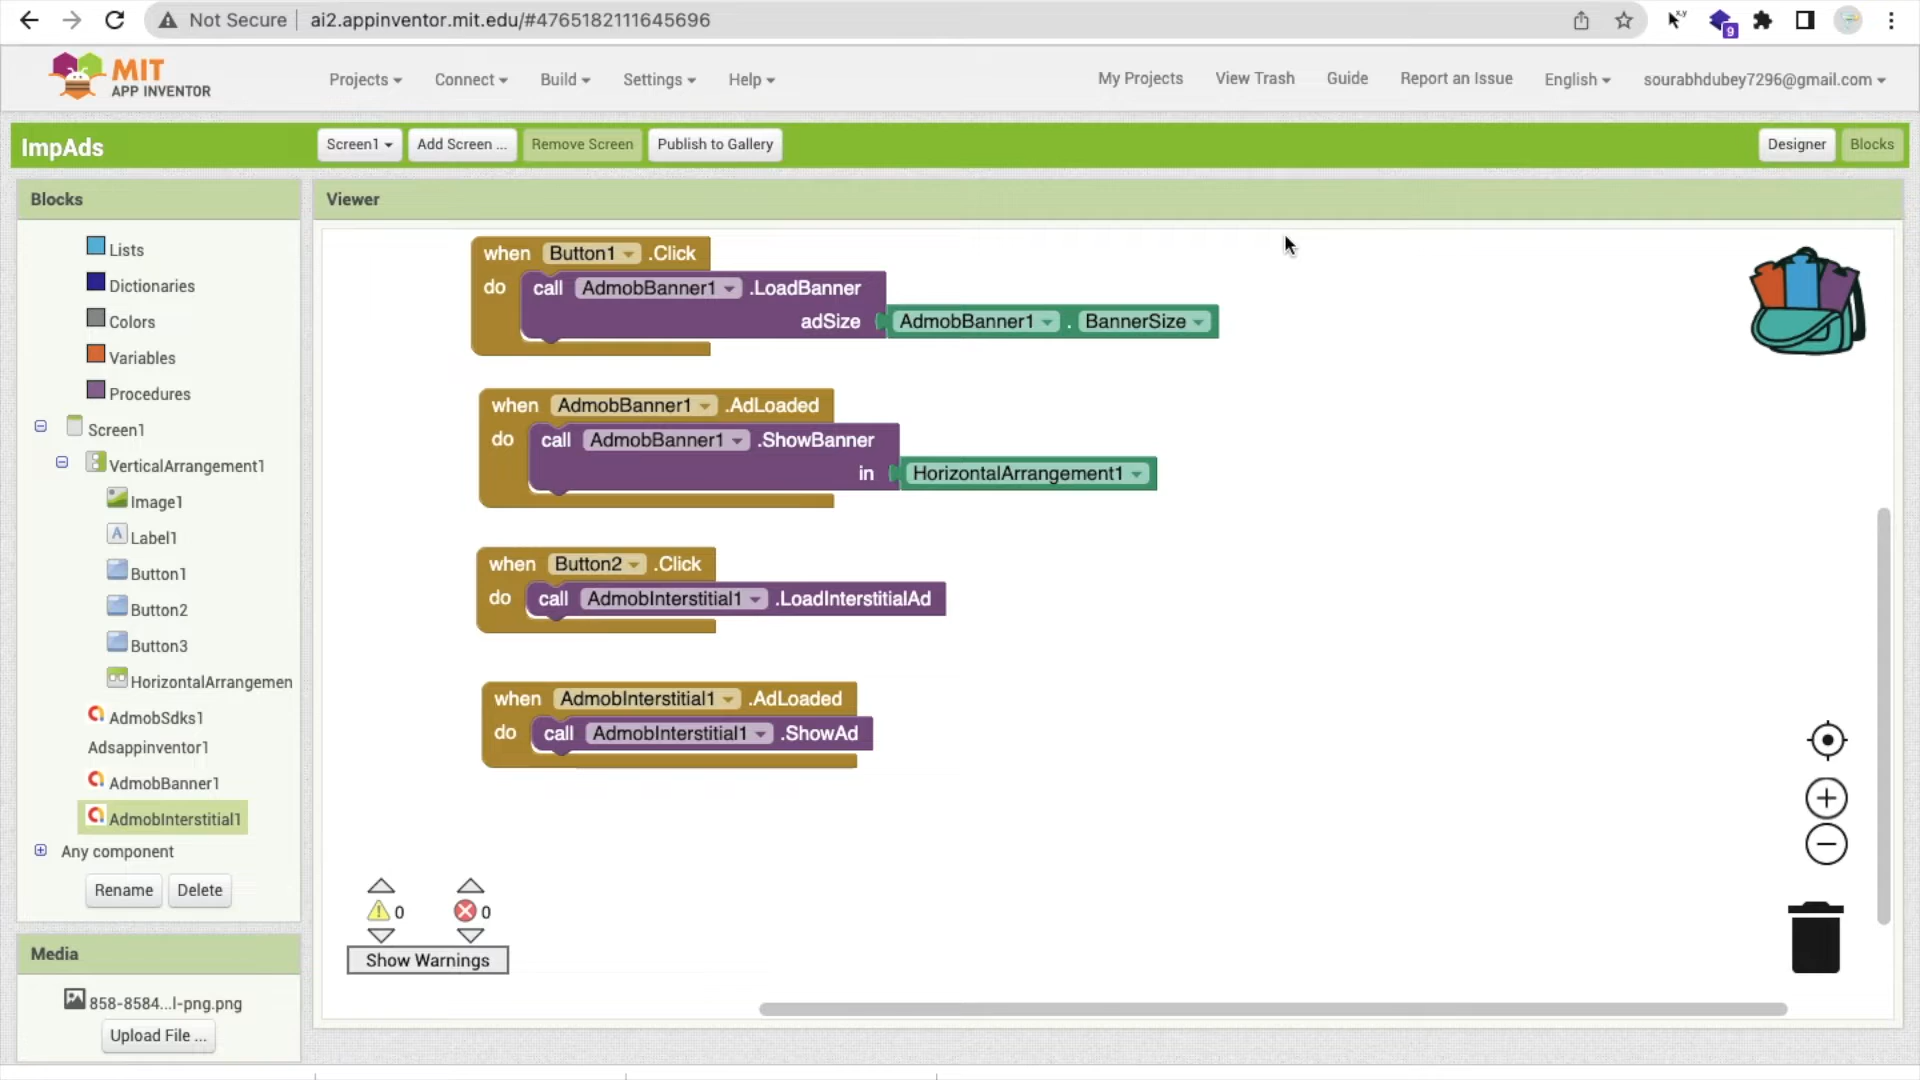 Not Secure | ai2.appinventor.mit.edu/#4765182111645696
9
MIT
APP INVENTOR
Projects
Connect
Build
Settings
Help
My Projects
View Trash
Guide
Report an Issue
English
sourabhdubey7296@gmail.com
ImpAds
Screen1
Add Screen ...
Remove Screen
Publish to Gallery
Designer
Blocks
Blocks
Lists
Dictionaries
Colors
Variables
Procedures
Screen1
VerticalArrangement1
Image1
Label1
Button1
Button2
Button3
HorizontalArrangemen
AdmobSdks1
Adsappinventor1
AdmobBanner1
AdmobInterstitial1
Any component
Rename
Delete
Media
858-8584...l-png.png
Upload File ...
Viewer
when Button1 .Click
do call AdmobBanner1 .LoadBanner
adSize AdmobBanner1 . BannerSize
when AdmobBanner1 .AdLoaded
do call AdmobBanner1 .ShowBanner
in HorizontalArrangement1
when Button2 .Click
do call AdmobInterstitial1 .LoadInterstitialAd
when AdmobInterstitial1 .AdLoaded
do call AdmobInterstitial1 .ShowAd
0
0
Show Warnings